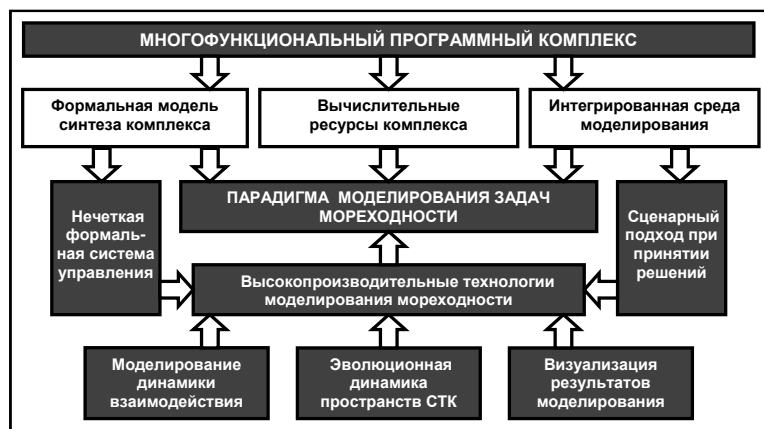 МНОГОФУНКЦИОНАЛЬНЫЙ ПРОГРАММНЫЙ КОМПЛЕКС
Формальная модель
синтеза комплекса
Вычислительные
ресурсы комплекса
Интегрированная среда
моделирования
ПАРАДИГМА МОДЕЛИРОВАНИЯ ЗАДАЧ
МОРЕХОДНОСТИ
Нечеткая
формаль-
ная система
управления
Сценарный
подход при
принятии
решений
Высокопроизводительные технологии
моделирования мореходности
Моделирование
динамики
взаимодействия
Эволюционная
динамика
пространств СТК
Визуализация
результатов
моделирования